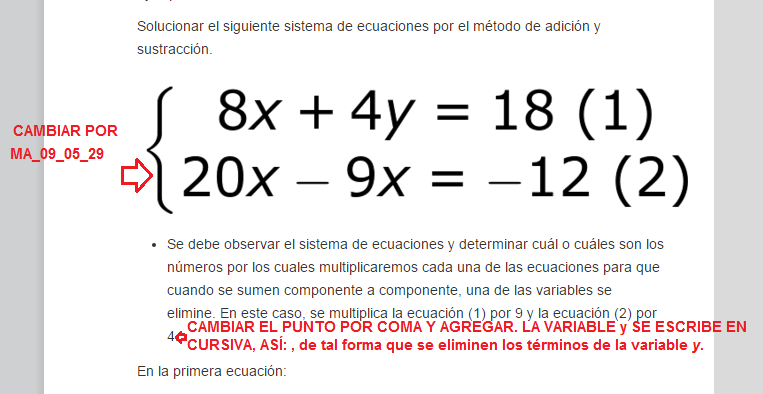 Solucionar el siguiente sistema de ecuaciones por el método de adición y
sustracción.
8x + 4y = 18 (1)
CAMBIAR POR
MA_09_05_29
20x − 9x = −12 (2)
• Se debe observar el sistema de ecuaciones y determinar cuál o cuáles son los
números por los cuales multiplicaremos cada una de las ecuaciones para que
cuando se sumen componente a componente, una de las variables se
elimine. En este caso, se multiplica la ecuación (1) por 9 y la ecuación (2) por
4
CAMBIAR EL PUNTO POR COMA Y AGREGAR. LA VARIABLE y SE ESCRIBE EN
CURSIVA, ASÍ: , de tal forma que se eliminen los términos de la variable y.
En la primera ecuación: